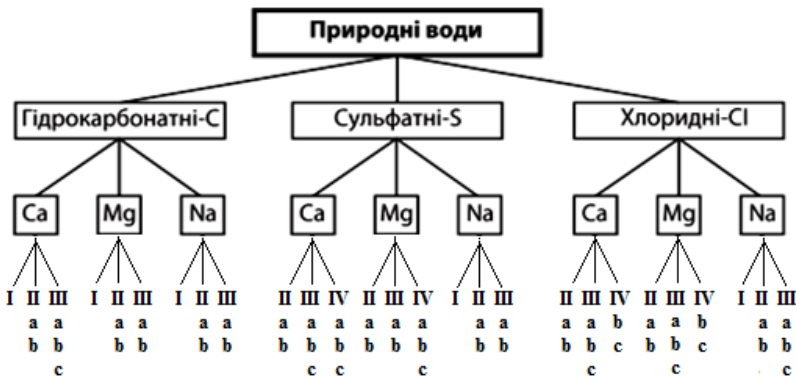 Природні води
Гідрокарбонатні-С Сульфатні-S Хлоридні-Cl
Ca Mg Na Ca Mg Na Ca Mg Na
I II III I II III I II III II III IV II III IV I II III II III IV II III IV I II III
a a a a a a a a a a a a a a a a b a a b a a
b b b b b b b b b b b b b b b b c b b c b b
c c c c c c c